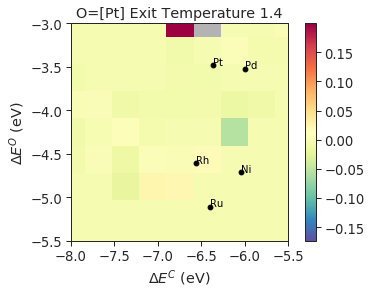 O=[Pt] Exit Temperature 1.4
−3.0
−3.5
−4.0
−4.5
−5.0
−5.5
ΔE^O (eV)
Pt
Pd
Rh
Ni
Ru
−8.0 −7.5 −7.0 −6.5 −6.0 −5.5
ΔE^C (eV)
0.15
0.10
0.05
0.00
−0.05
−0.10
−0.15